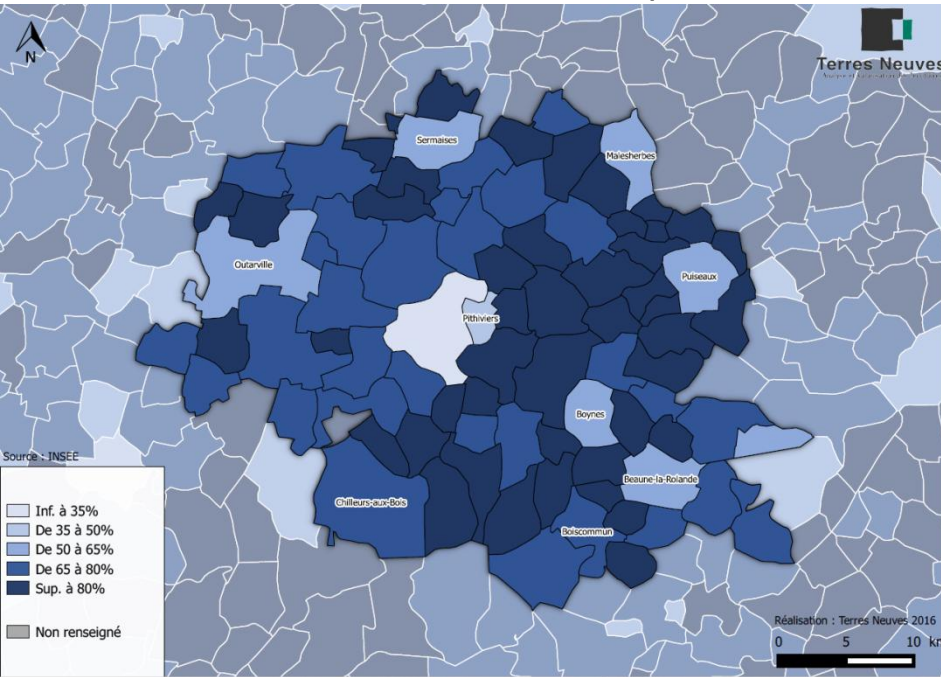 N
Terres Neuves
Sermaises
Malesherbes
Outarville
Puiseaux
Pithiviers
Boynes
Source : INSEE
Beaune-la-Rolande
Chilleurs-aux-Bois
Boiscommun
Inf. à 35%
De 35 à 50%
De 50 à 65%
De 65 à 80%
Sup. à 80%
Non renseigné
Réalisation : Terres Neuves 2016
0 5 10 km